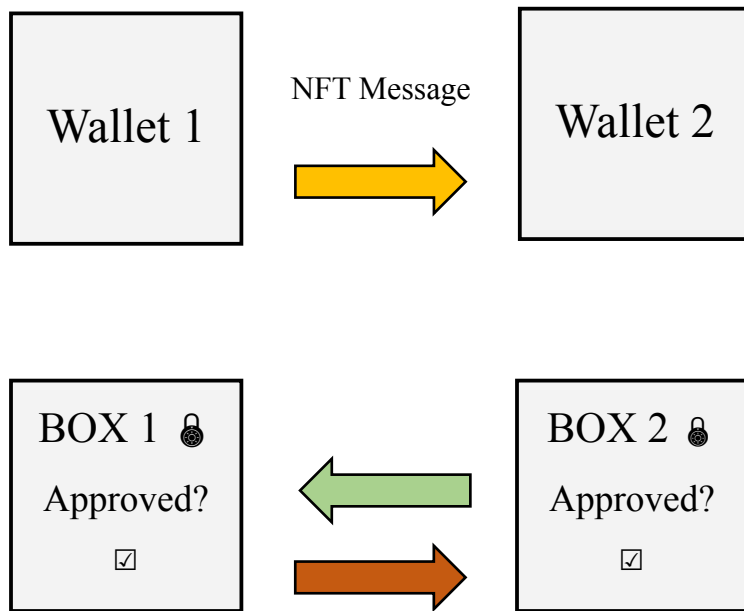 Wallet 1
NFT Message
Wallet 2
BOX 1
Approved?
☑
BOX 2
Approved?
☑